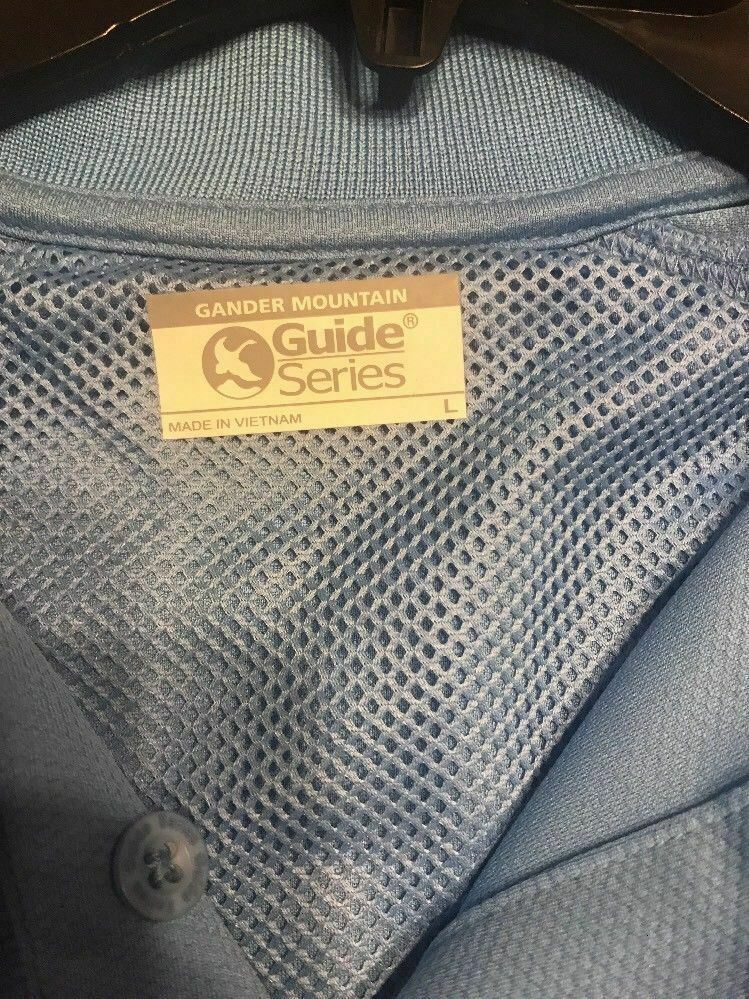 GANDER MOUNTAIN
Guide®
Series
L
MADE IN VIETNAM